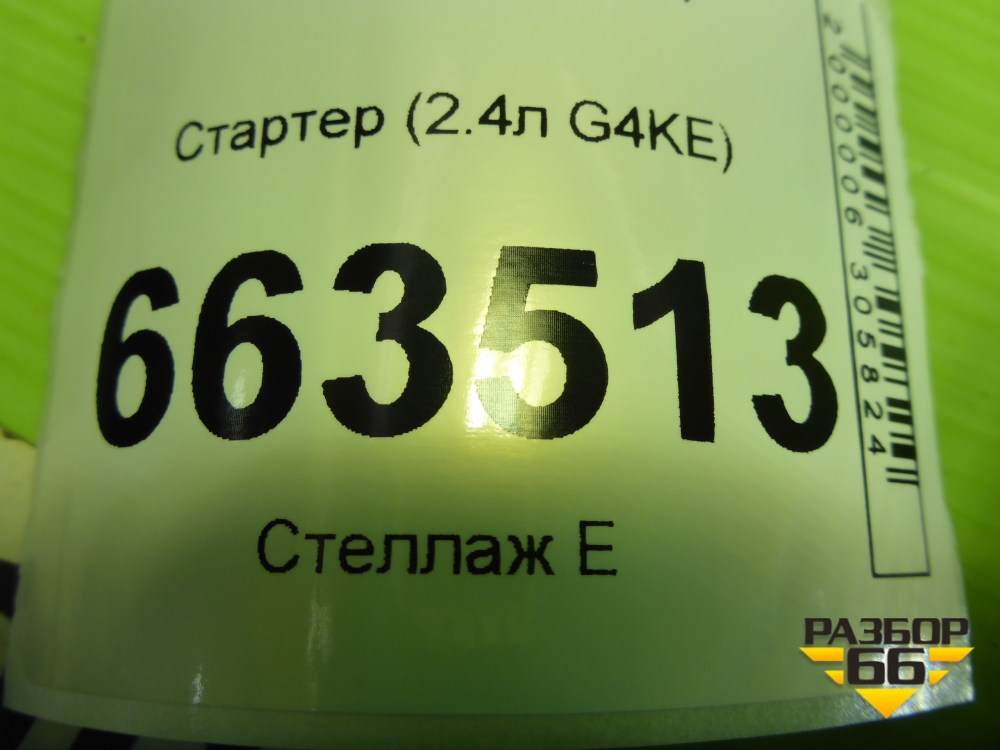 Стартер (2.4л G4KE)
663513
Стеллаж Е
2000006305824
РАЗБОР
66